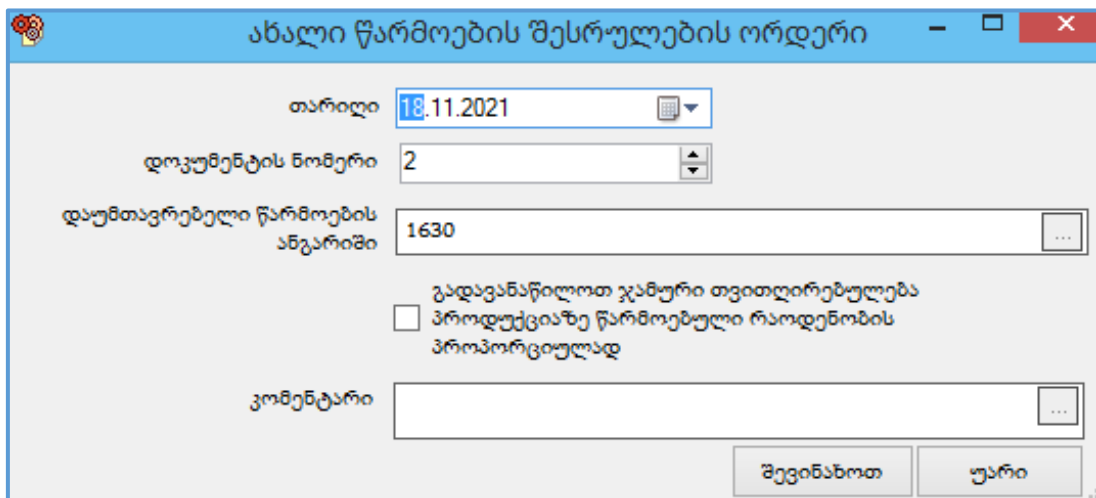 ახალი წარმოების შესრულების ორდერი
თარიღი 18.11.2021
დოკუმენტის ნომერი 2
დაუმთავრებელი წარმოების
ანგარიში 1630 ...
გადავანაწილოთ ჯამური თვითღირებულება
პროდუქციაზე წარმოებული რაოდენობის
პროპორციულად
კომენტარი ...
შევინახოთ უარი